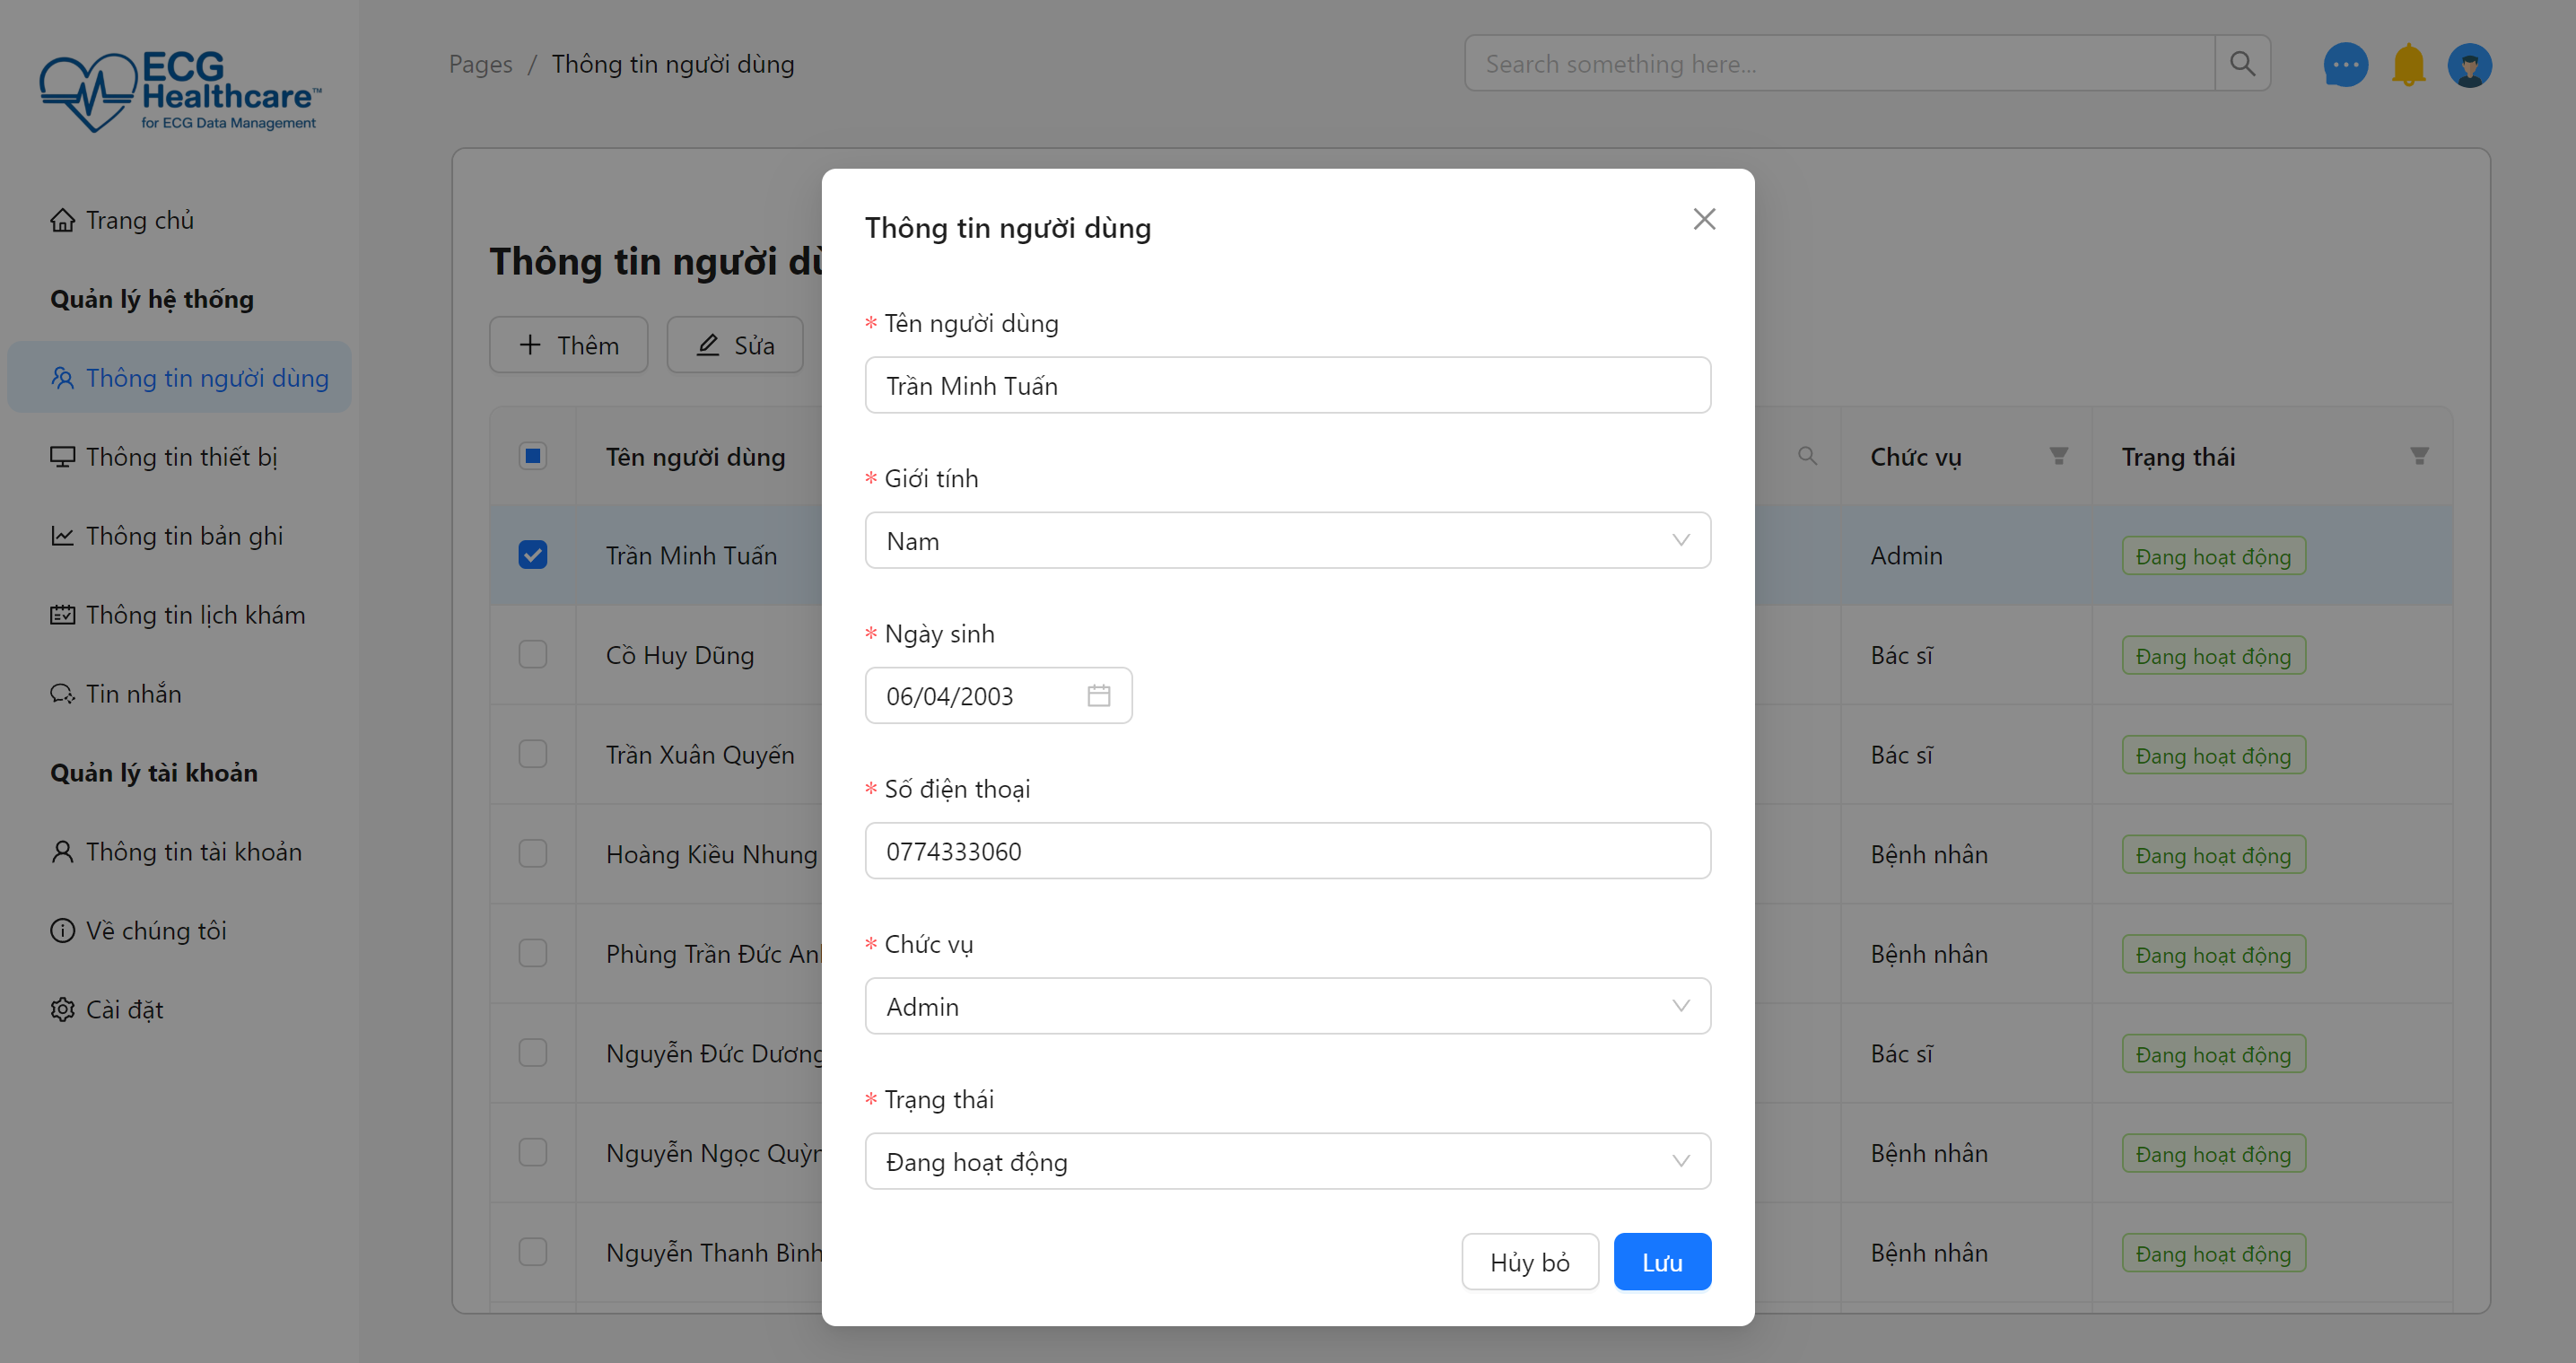 ECG
Healthcare™
for ECG Data Management
Trang chủ
Quản lý hệ thống
Thông tin người dùng
Thông tin thiết bị
Thông tin bản ghi
Thông tin lịch khám
Tin nhắn
Quản lý tài khoản
Thông tin tài khoản
Về chúng tôi
Cài đặt
Pages / Thông tin người dùng
Search something here...
Thông tin người
Thêm
Sửa
Tên người dùng
Chức vụ
Trạng thái
Trần Minh Tuấn
Admin
Đang hoạt động
Cồ Huy Dũng
Bác sĩ
Đang hoạt động
Trần Xuân Quyến
Bác sĩ
Đang hoạt động
Hoàng Kiều Nhung
Bệnh nhân
Đang hoạt động
Phùng Trần Đức
Bệnh nhân
Đang hoạt động
Nguyễn Đức Dương
Bác sĩ
Đang hoạt động
Nguyễn Ngọc
Bệnh nhân
Đang hoạt động
Nguyễn Thanh Bình
Bệnh nhân
Đang hoạt động
Thông tin người dùng
* Tên người dùng
Trần Minh Tuấn
* Giới tính
Nam
* Ngày sinh
06/04/2003
* Số điện thoại
0774333060
* Chức vụ
Admin
* Trạng thái
Đang hoạt động
Hủy bỏ
Lưu